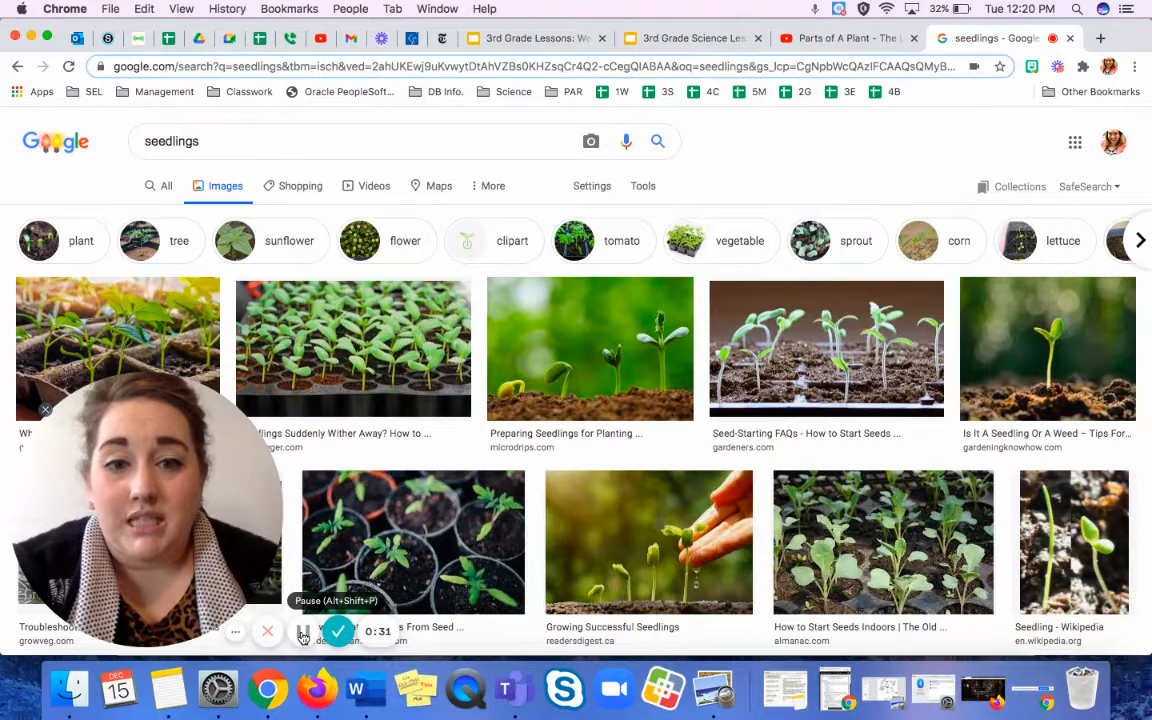 Chrome File Edit View History Bookmarks People Tab Window Help 32% Tue 12:20 PM
3rd Grade Lessons: We 3rd Grade Science Les Parts of A Plant - The L seedlings - Google
google.com/search?q=seedlings&tbm=isch&ved=2ahUKEwj9uKvwytDtAhVZBs0KHZsqCr4Q2-cCegQIABAA&oq=seedlings&gs_lcp=CgNpbWcQAzIFCAAQsQMyB...
Apps SEL Management Classwork Oracle PeopleSoft... DB Info. Science PAR 1W 3S 4C 5M 2G 3E 4B Other Bookmarks
Google
seedlings
All Images Shopping Videos Maps More Settings Tools Collections SafeSearch
plant tree sunflower flower clipart tomato vegetable sprout corn lettuce
Wh
lings Suddenly Wither Away? How to ...
ger.com
Preparing Seedlings for Planting ...
microdrips.com
Seed-Starting FAQs - How to Start Seeds ...
gardeners.com
Is It A Seedling Or A Weed – Tips For...
gardeningknowhow.com
Pause (Alt+Shift+P)
0:31
Troubleshoo
groweg.com
s From Seed ...
Growing Successful Seedlings
readersdigest.ca
How to Start Seeds Indoors | The Old ...
almanac.com
Seedling - Wikipedia
en.wikipedia.org
DEC
15